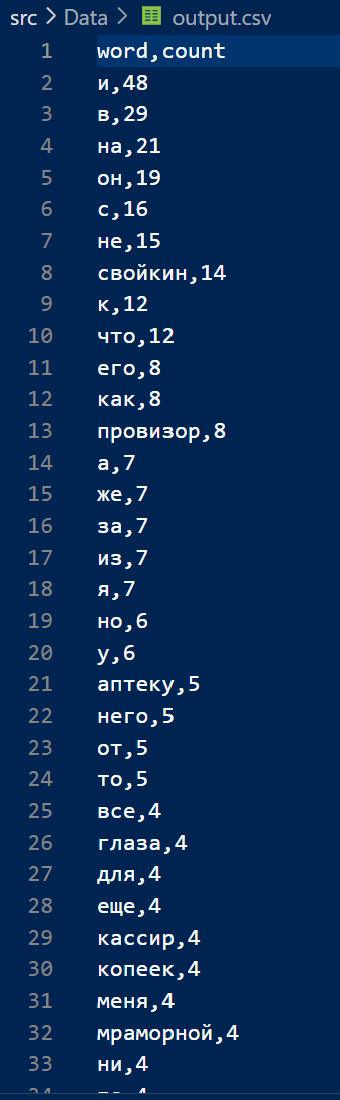 src > Data > output.csv
1 word,count
2 и,48
3 в,29
4 на,21
5 он,19
6 с,16
7 не,15
8 свойкин,14
9 к,12
10 что,12
11 его,8
12 как,8
13 провизор,8
14 а,7
15 же,7
16 за,7
17 из,7
18 я,7
19 но,6
20 у,6
21 аптеку,5
22 него,5
23 от,5
24 то,5
25 все,4
26 глаза,4
27 для,4
28 еще,4
29 кассир,4
30 копеек,4
31 меня,4
32 мраморной,4
33 ни,4